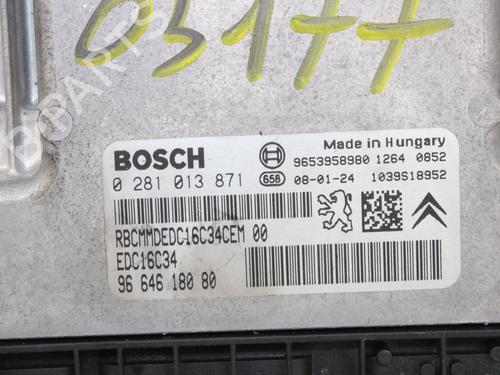 03177
BOSCH
Made in Hungary
9653958980 1264 0852
0 281 013 871 658 08-01-24 1039S18952
RBCMMDEDC16C34CEM 00
EDC16C34
96 646 180 80